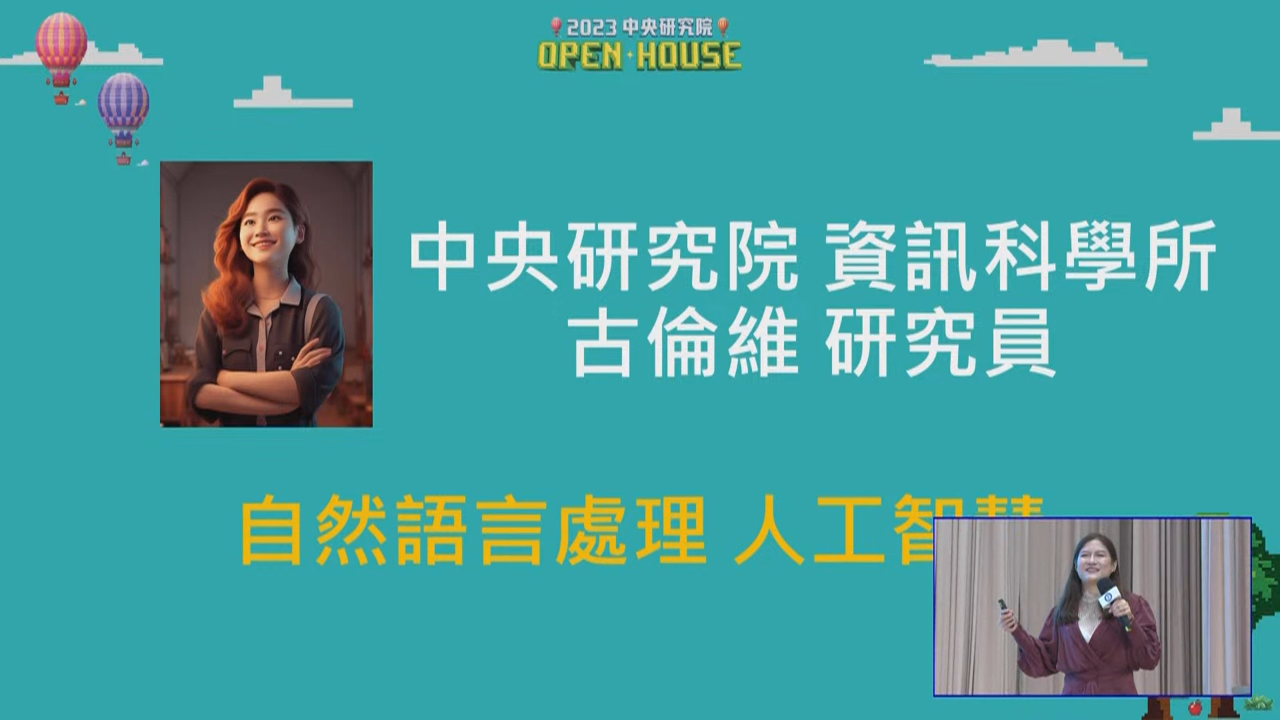 2023 中央研究院
OPEN HOUSE
中央研究院 資訊科學所
古倫維 研究員
自然語言處理 人工智慧